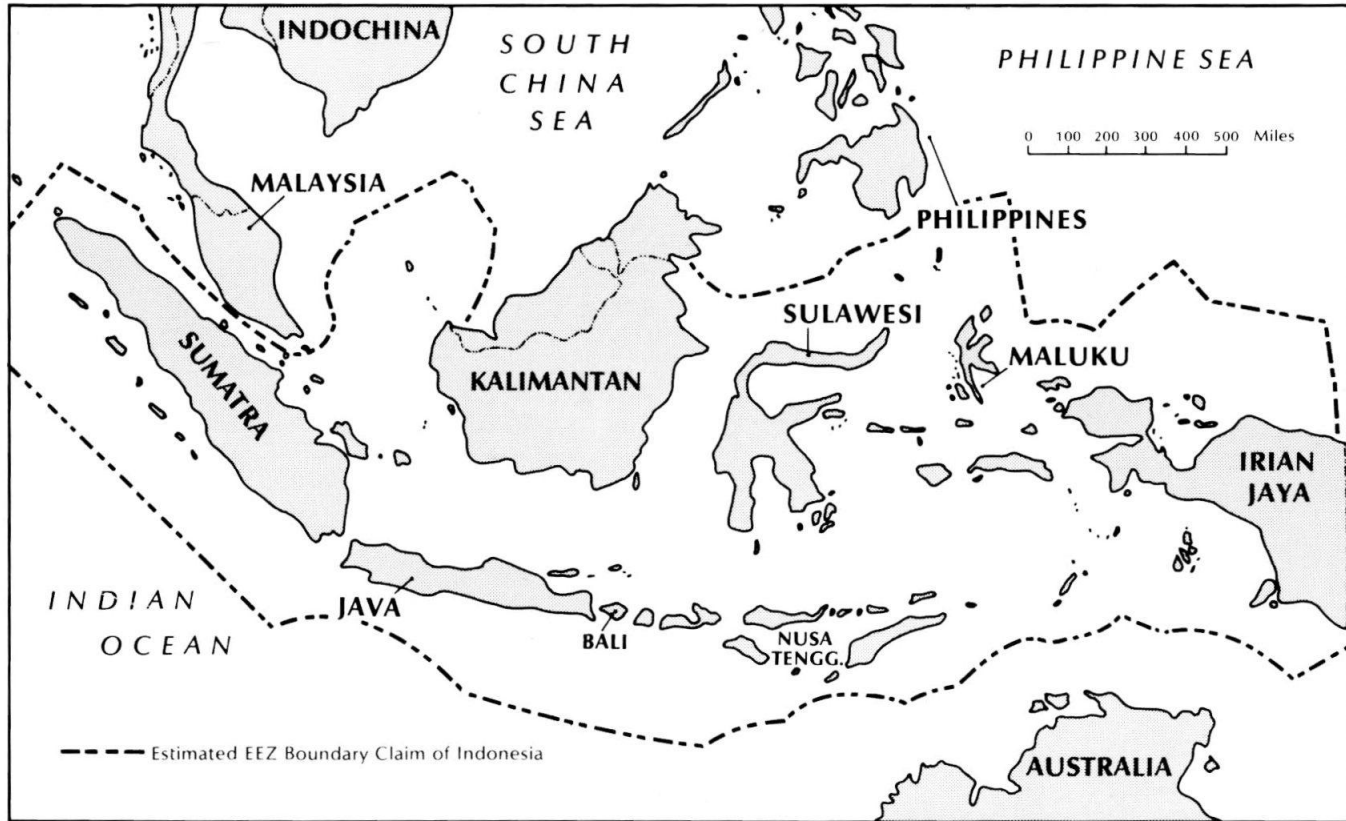 INDOCHINA
SOUTH
CHINA
SEA
PHILIPPINE SEA
0 100 200 300 400 500 Miles
MALAYSIA
PHILIPPINES
SUMATRA
KALIMANTAN
SULAWESI
MALUKU
IRIAN
JAYA
INDIAN
OCEAN
JAVA
BALI
NUSA
TENGG.
Estimated EEZ Boundary Claim of Indonesia
AUSTRALIA